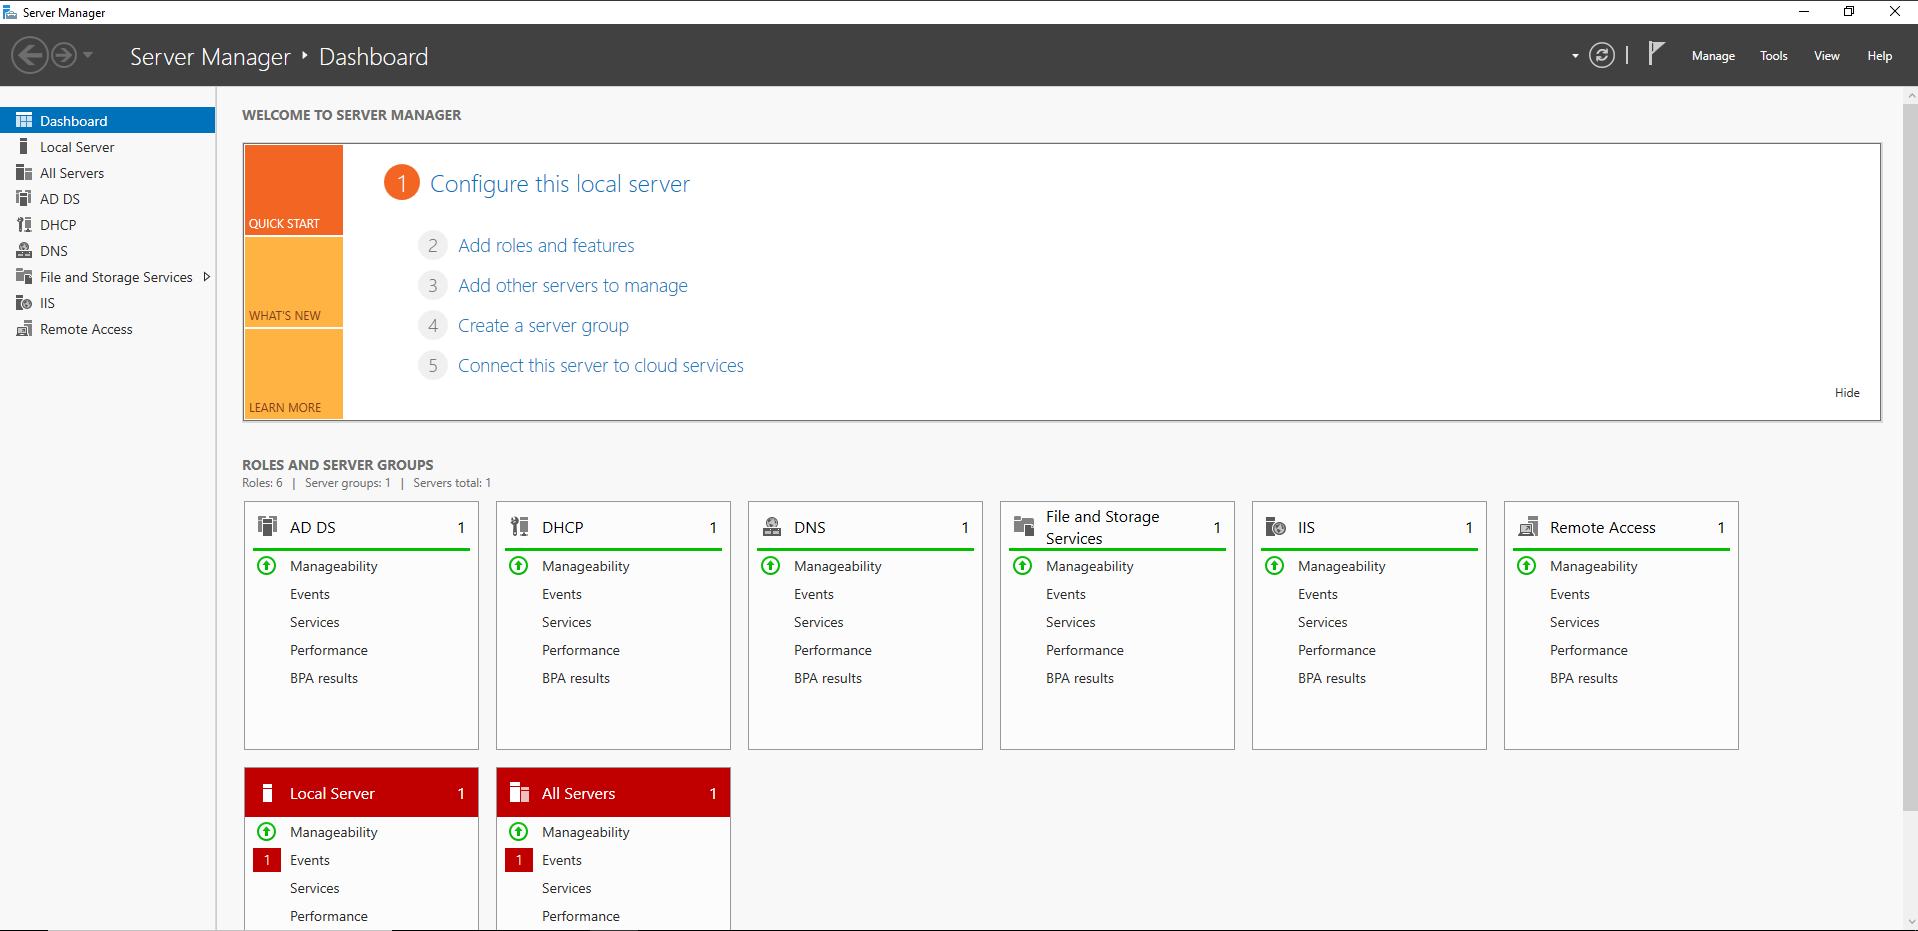 Server Manager
Server Manager ‣ Dashboard
Manage Tools View Help
Dashboard
Local Server
All Servers
AD DS
DHCP
DNS
File and Storage Services
IIS
Remote Access
WELCOME TO SERVER MANAGER
QUICK START
WHAT'S NEW
LEARN MORE
1 Configure this local server
2 Add roles and features
3 Add other servers to manage
4 Create a server group
5 Connect this server to cloud services
Hide
ROLES AND SERVER GROUPS
Roles: 6 | Server groups: 1 | Servers total: 1
AD DS 1
Manageability
Events
Services
Performance
BPA results
DHCP 1
Manageability
Events
Services
Performance
BPA results
DNS 1
Manageability
Events
Services
Performance
BPA results
File and Storage
Services 1
Manageability
Events
Services
Performance
BPA results
IIS 1
Manageability
Events
Services
Performance
BPA results
Remote Access 1
Manageability
Events
Services
Performance
BPA results
Local Server 1
Manageability
1 Events
Services
Performance
All Servers 1
Manageability
1 Events
Services
Performance